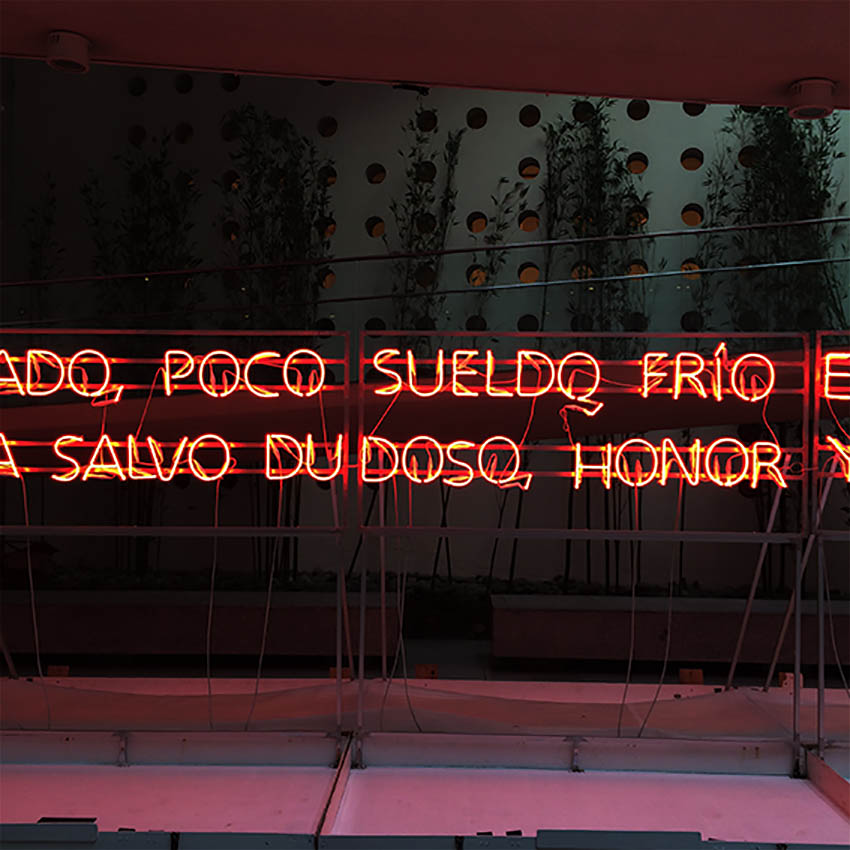 ADO, POCO SUELDO, FRÍO E
A SALVO DUDOSO, HONOR Y